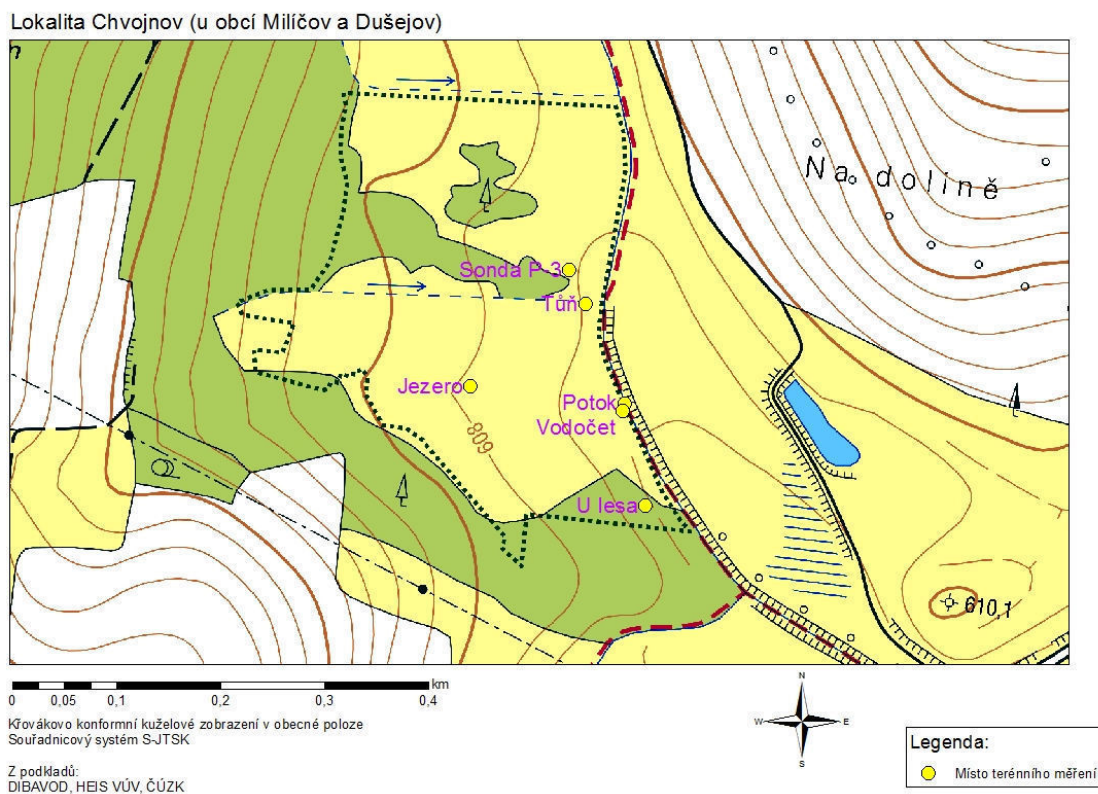 Lokalita Chvojnov (u obcí Milíčov a Dušejov)
n
Na dolíně
Sonda P-3
Tůň
Jezero
Potok
Vodočet
608
U lesa
610,1
km
0 0,05 0,1 0,2 0,3 0,4
Křovákovo konformní kuželové zobrazení v obecné poloze
Souřadnicový systém S-JTSK
Z podkladů:
DIBAVOD, HEIS VÚV, ČÚZK
N
W E
S
Legenda:
Místo terénního měření